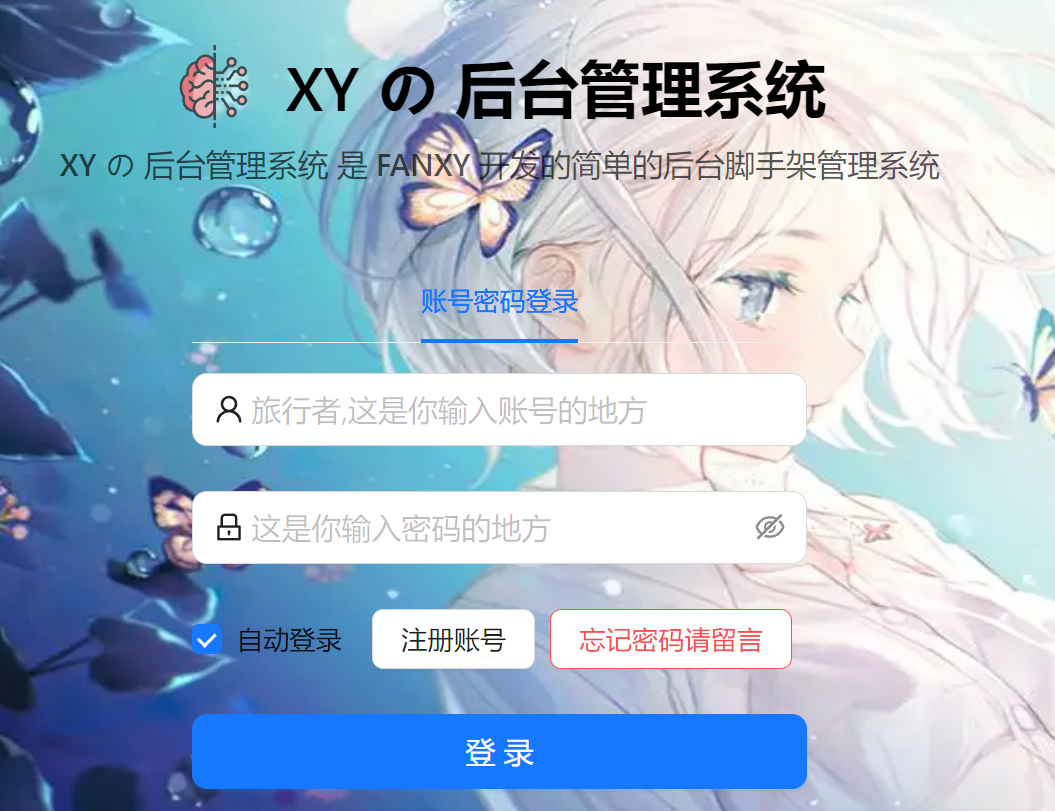 XY の 后台管理系统
XY の 后台管理系统 是 FANXY 开发的简单的后台脚手架管理系统
账号密码登录
旅行者,这是你输入账号的地方
这是你输入密码的地方
自动登录 注册账号 忘记密码请留言
登 录